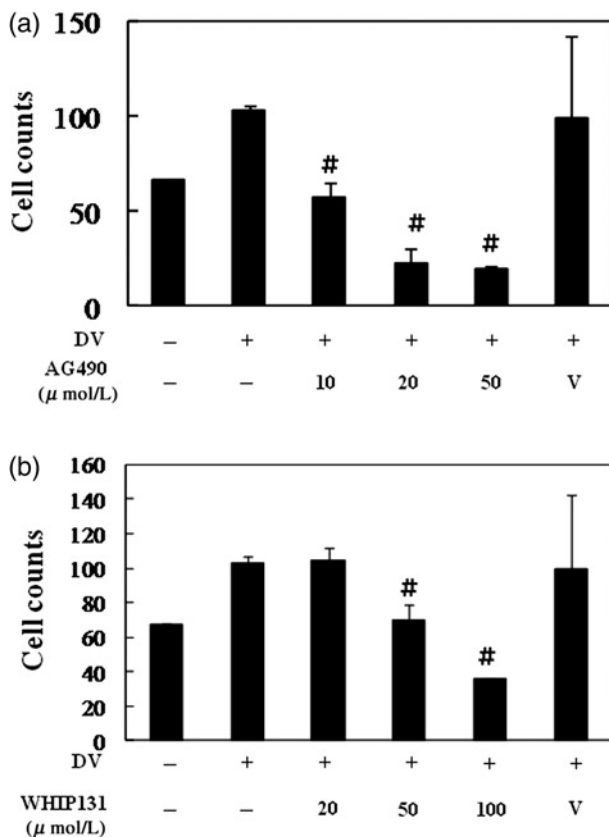 (a)
150
100
50
0
Cell counts
#
#
#
DV − + + + + +
AG490
(μ mol/L) − − 10 20 50 V
(b)
160
140
120
100
80
60
40
20
0
Cell counts
#
#
DV − + + + + +
WHIP131
(μ mol/L) − − 20 50 100 V